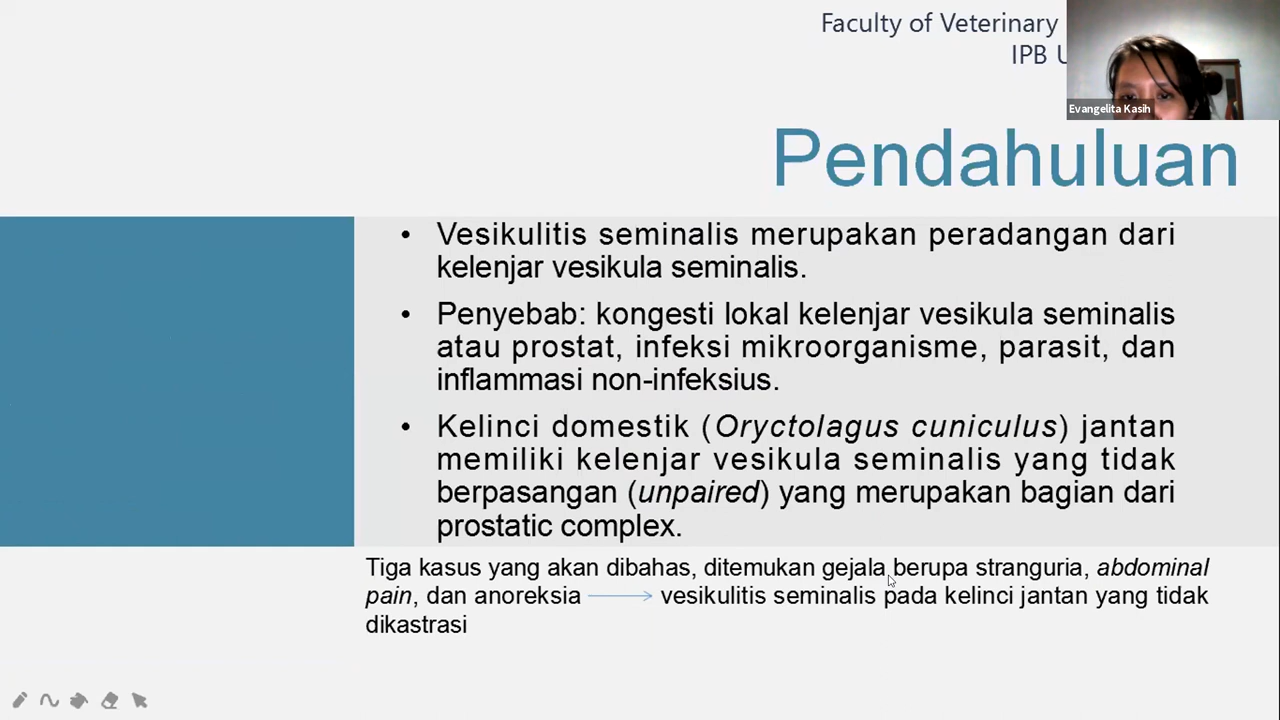 Faculty of Veterinary
IPB
Evangelita Kasih
Pendahuluan
• Vesikulitis seminalis merupakan peradangan dari
kelenjar vesikula seminalis.
• Penyebab: kongesti lokal kelenjar vesikula seminalis
atau prostat, infeksi mikroorganisme, parasit, dan
inflammasi non-infeksius.
• Kelinci domestik (Oryctolagus cuniculus) jantan
memiliki kelenjar vesikula seminalis yang tidak
berpasangan (unpaired) yang merupakan bagian dari
prostatic complex.
Tiga kasus yang akan dibahas, ditemukan gejala berupa stranguria, abdominal
pain, dan anoreksia → vesikulitis seminalis pada kelinci jantan yang tidak
dikastrasi